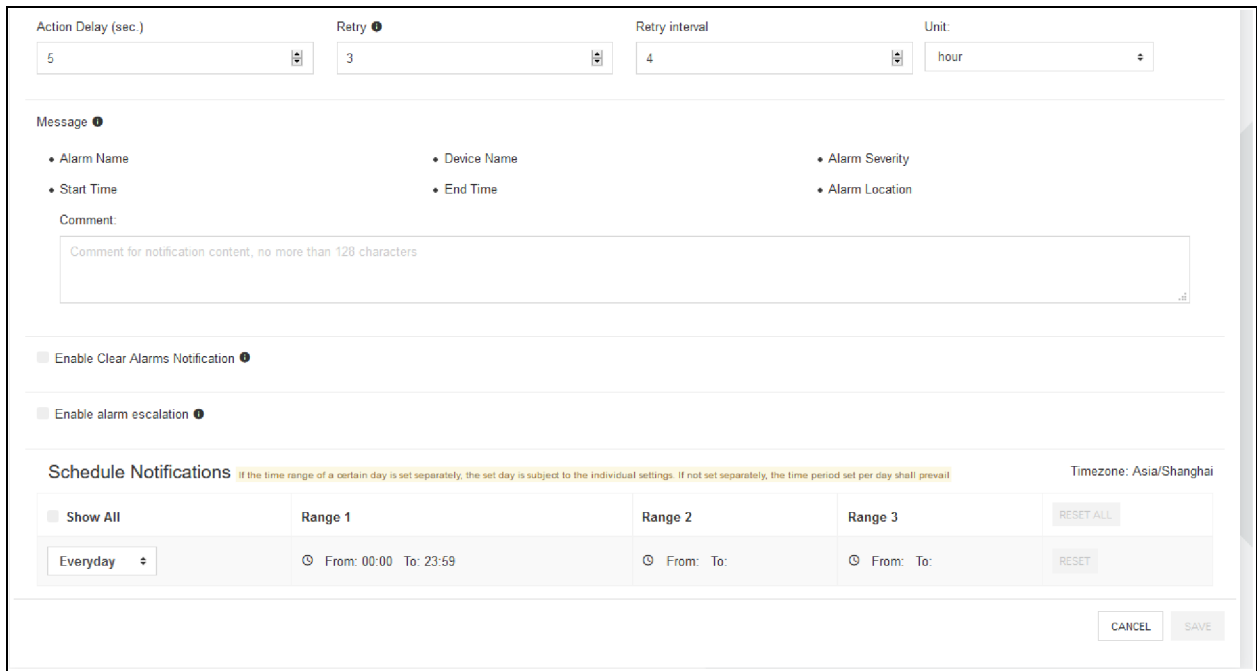 Action Delay (sec.) Retry Retry interval Unit:
5 3 4 hour
Message
• Alarm Name • Device Name • Alarm Severity
• Start Time • End Time • Alarm Location
Comment:
Comment for notification content, no more than 128 characters
Enable Clear Alarms Notification
Enable alarm escalation
Schedule Notifications If the time range of a certain day is set separately, the set day is subject to the individual settings. If not set separately, the time period set per day shall prevail Timezone: Asia/Shanghai
Show All Range 1 Range 2 Range 3 RESET ALL
Everyday From: 00:00 To: 23:59 From: To: From: To: RESET
CANCEL SAVE